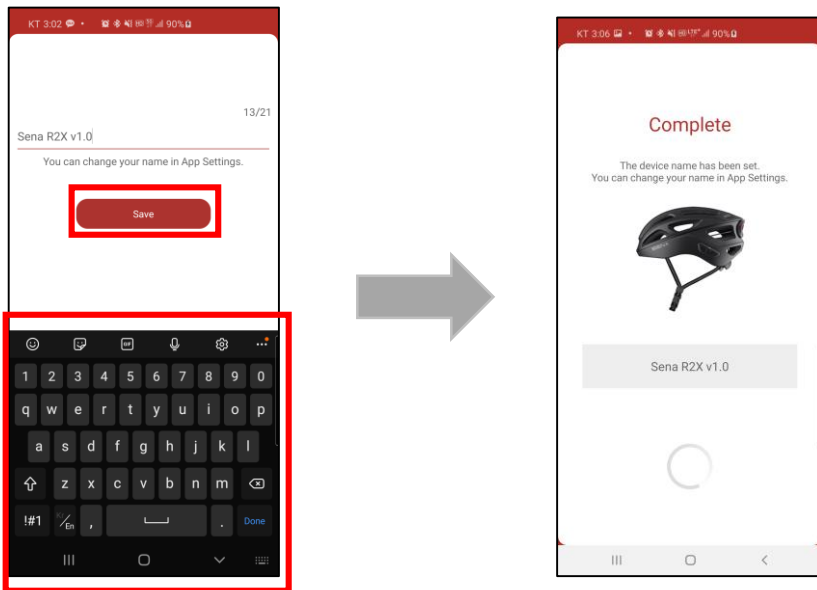 KT 3:02
90%
13/21
Sena R2X v1.0
You can change your name in App Settings.
Save
GIF
1 2 3 4 5 6 7 8 9 0
q w e r t y u i o p
a s d f g h j k l
z x c v b n m
!#1 En , . Done
KT 3:06
90%
Complete
The device name has been set.
You can change your name in App Settings.
Sena R2X v1.0